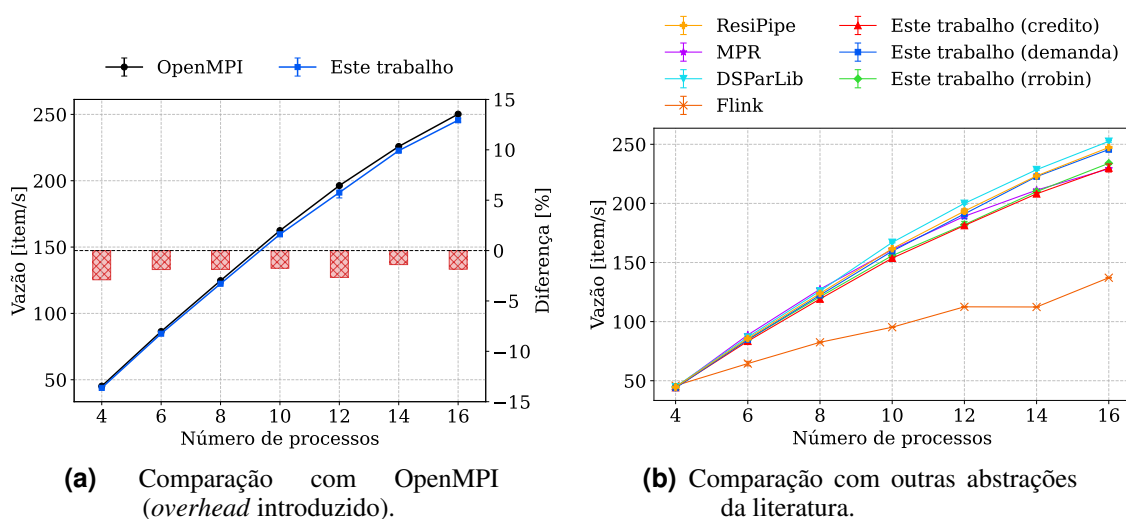 OpenMPI
Este trabalho
250
200
150
100
50
Vazão [item/s]
15
10
5
0
−5
−10
−15
Diferença [%]
4 6 8 10 12 14 16
Número de processos
(a) Comparação com OpenMPI
(overhead introduzido).
ResiPipe
MPR
DSParLib
Flink
Este trabalho (credito)
Este trabalho (demanda)
Este trabalho (rrobin)
250
200
150
100
50
Vazão [item/s]
4 6 8 10 12 14 16
Número de processos
(b) Comparação com outras abstrações
da literatura.